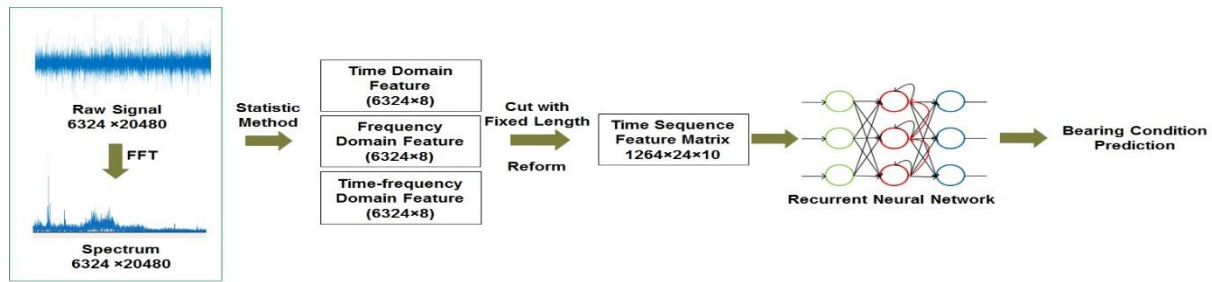 Raw Signal
6324 ×20480
FFT
Spectrum
6324 ×20480
Statistic
Method
Time Domain
Feature
(6324×8)
Frequency
Domain Feature
(6324×8)
Time-frequency
Domain Feature
(6324×8)
Cut with
Fixed Length
Reform
Time Sequence
Feature Matrix
1264×24×10
Recurrent Neural Network
Bearing Condition
Prediction